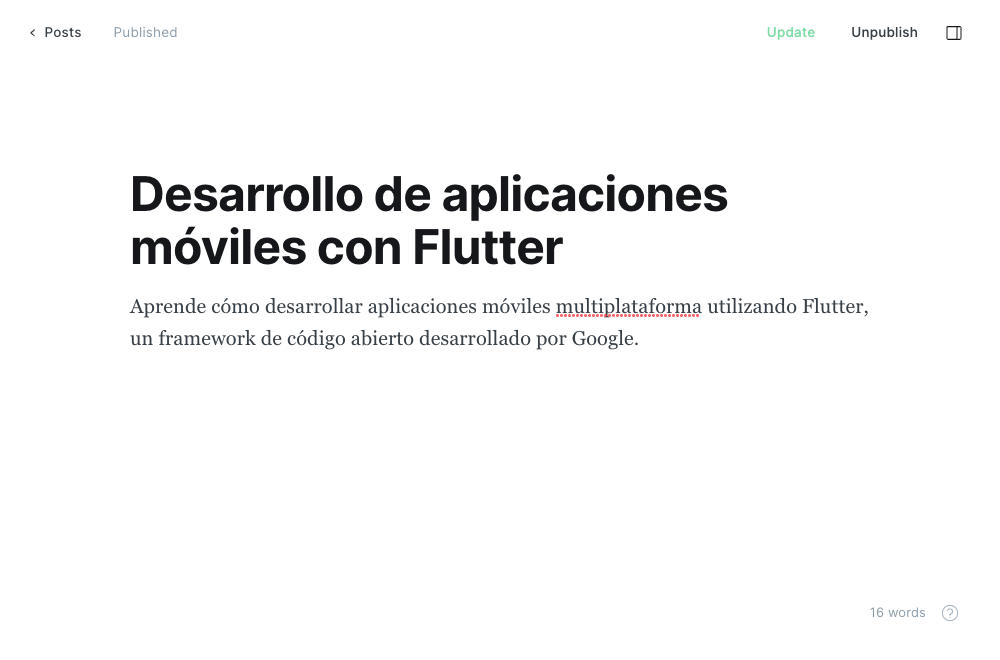 Posts
Published
Update
Unpublish
Desarrollo de aplicaciones
móviles con Flutter
Aprende cómo desarrollar aplicaciones móviles multiplataforma utilizando Flutter,
un framework de código abierto desarrollado por Google.
16 words
?